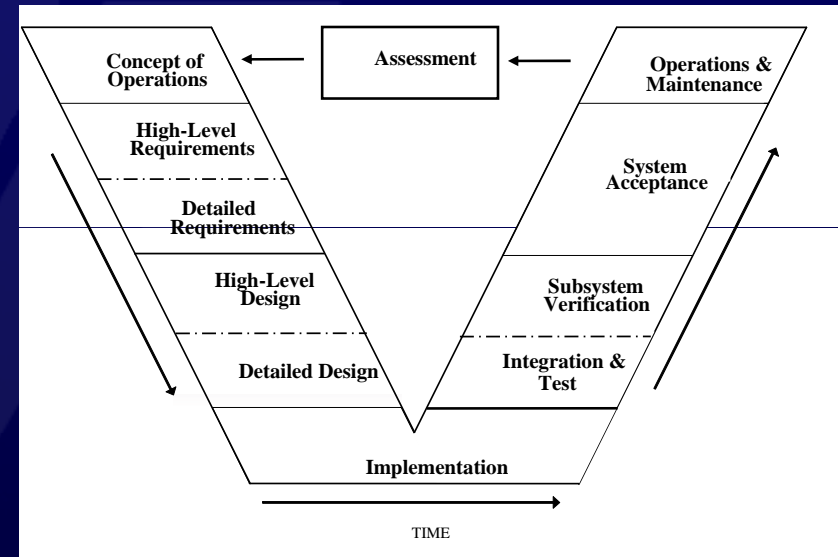 Concept of
Operations
Assessment
Operations &
Maintenance
High-Level
Requirements
System
Acceptance
Detailed
Requirements
High-Level
Design
Subsystem
Verification
Detailed Design
Integration &
Test
Implementation
TIME